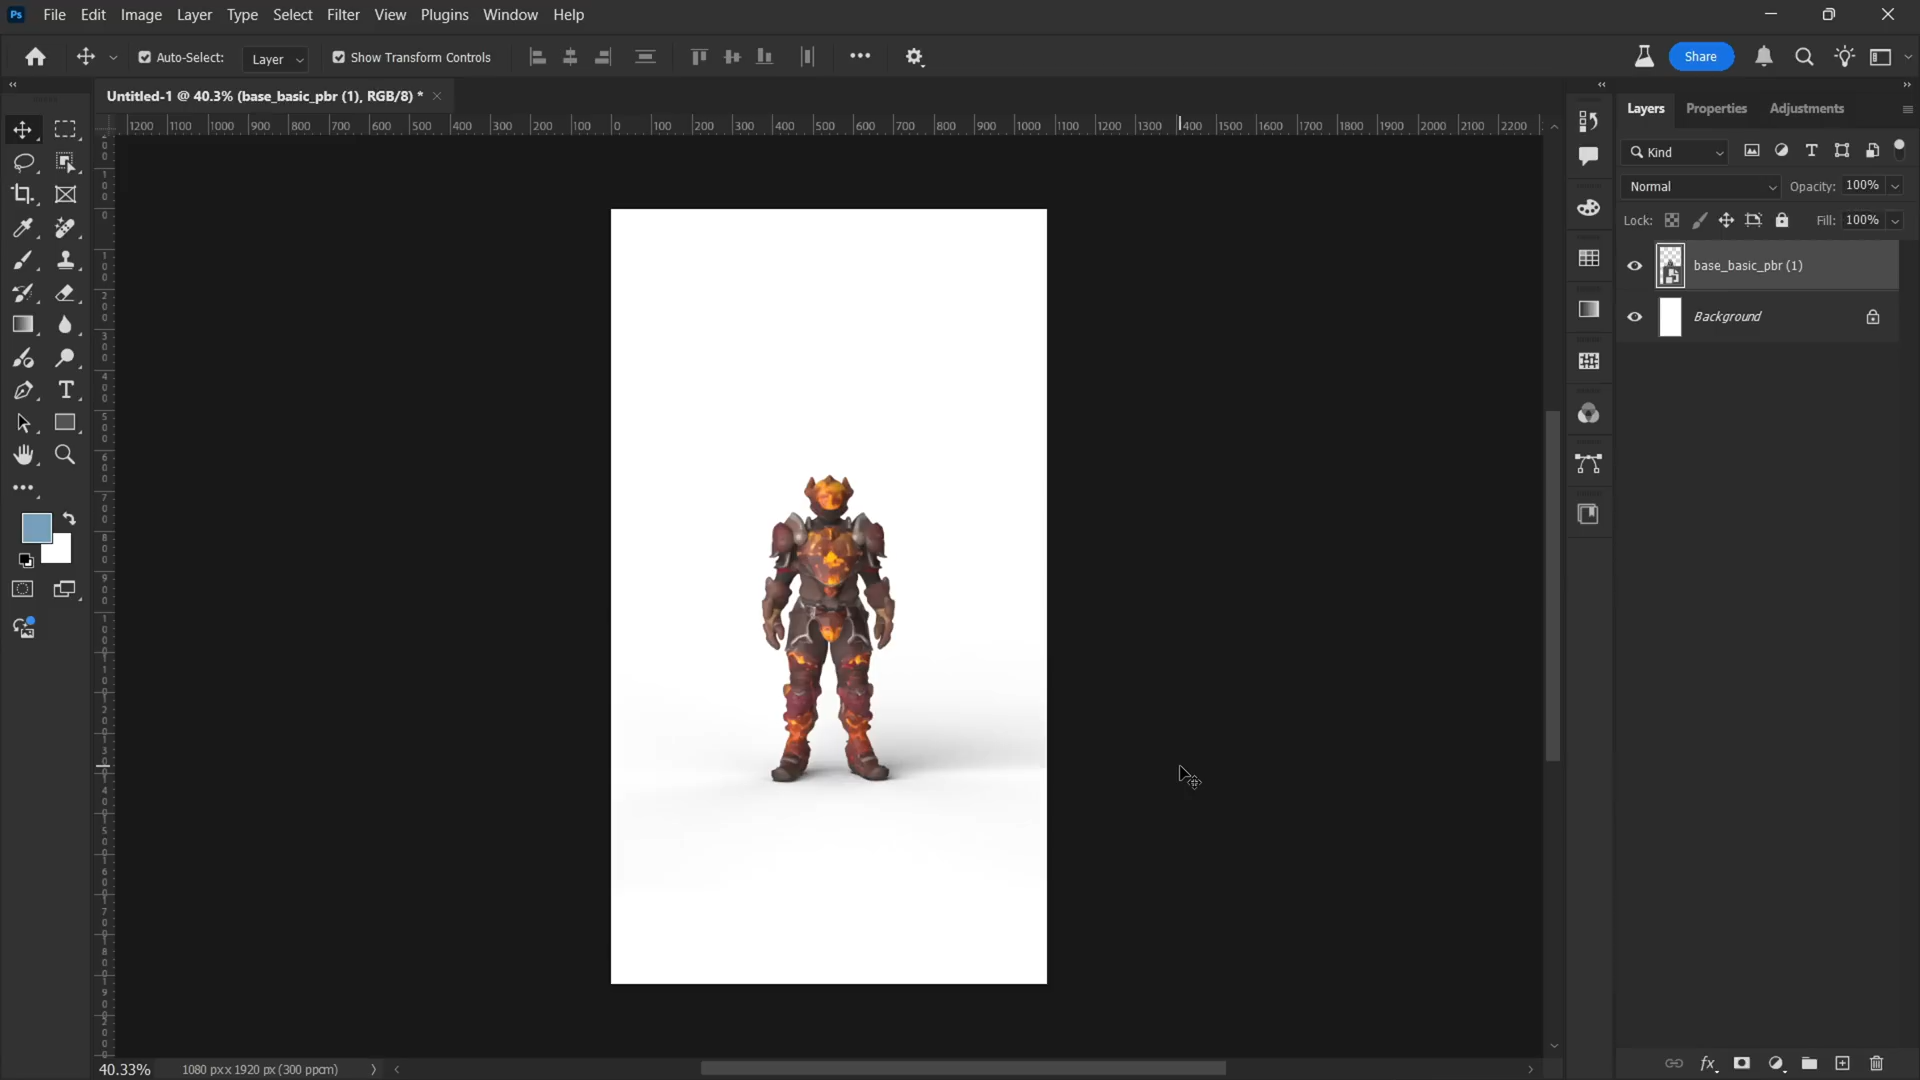 Ps File Edit Image Layer Type Select Filter View Plugins Window Help
Auto-Select: Layer Show Transform Controls Share
Untitled-1 @ 40.3% (base_basic_pbr (1), RGB/8) *
1200 1100 1000 900 800 700 600 500 400 300 200 100 0 100 200 300 400 500 600 700 800 900 1000 1100 1200 1300 1400 1500 1600 1700 1800 1900 2000 2100 2200
Layers Properties Adjustments
Kind
Normal Opacity: 100%
Lock: Fill: 100%
base_basic_pbr (1)
Background
40.33% 1080 px x 1920 px (300 ppcm)